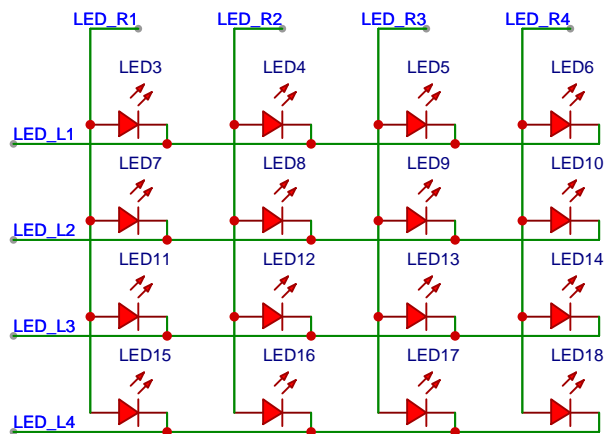 LED_R1 LED_R2 LED_R3 LED_R4
LED3 LED4 LED5 LED6
LED_L1
LED7 LED8 LED9 LED10
LED_L2
LED11 LED12 LED13 LED14
LED_L3
LED15 LED16 LED17 LED18
LED_L4